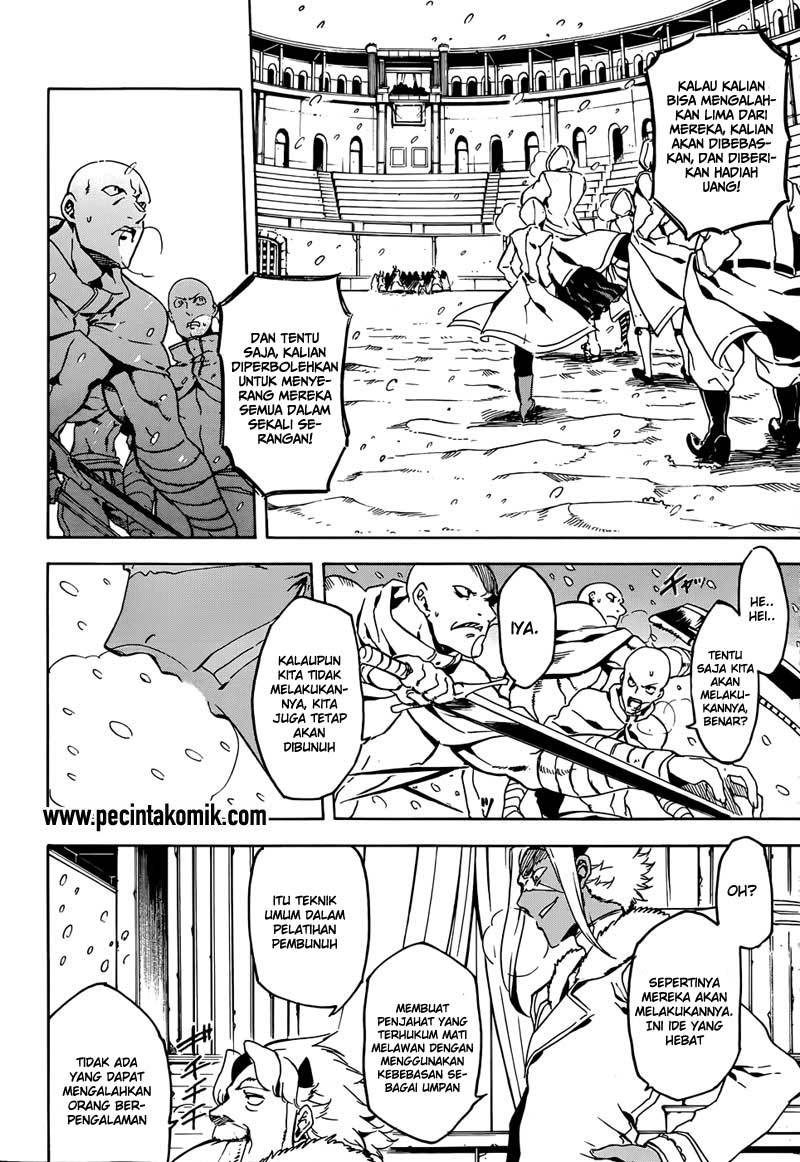 KALAU KALIAN
BISA MENGALAH-
KAN LIMA DARI
MEREKA, KALIAN
AKAN DIBEBAS-
KAN, DAN DIBERI-
KAN HADIAH
UANG!
DAN TENTU
SAJA, KALIAN
DIPERBOLEHKAN
UNTUK MENYE-
RANG MEREKA
SEMUA DALAM
SEKALI SE-
RANGAN!
HE..
HEI..
TENTU
SAJA KITA
AKAN
MELAKU-
KANNYA,
BENAR?
IYA.
KALAUPUN
KITA TIDAK
MELAKUKAN-
NYA, KITA
JUGA TETAP
AKAN
DIBUNUH
www.pecintakomik.com
OH?
SEPERTINYA
MEREKA AKAN
MELAKUKANNYA.
INI IDE YANG
HEBAT
ITU TEKNIK
UMUM DALAM
PELATIHAN
PEMBUNUH
MEMBUAT
PENJAHAT YANG
TERHUKUM MATI
MELAWAN DENGAN
MENGGUNAKAN
KEBEBASAN SE-
BAGAI UMPAN
TIDAK ADA
YANG DAPAT
MENGALAHKAN
ORANG BER-
PENGALAMAN